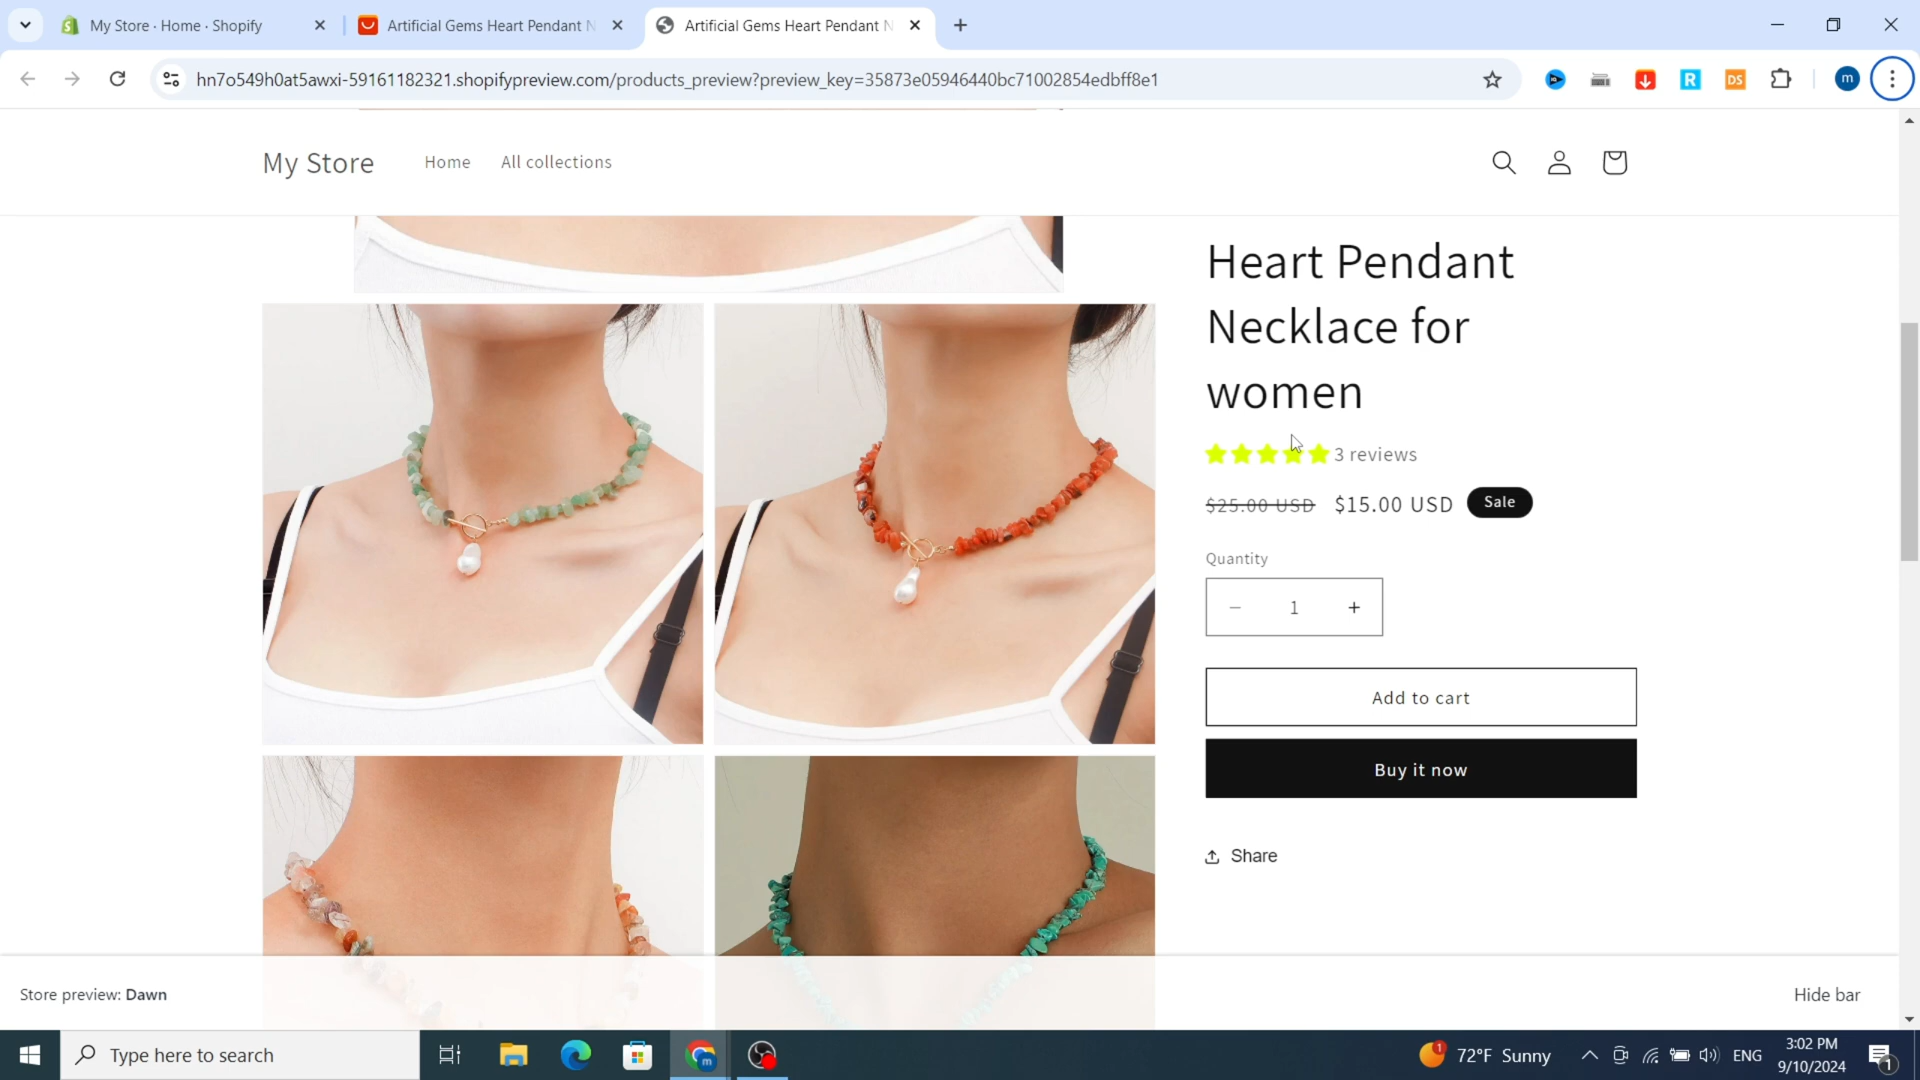 My Store · Home · Shopify
Artificial Gems Heart Pendant N
Artificial Gems Heart Pendant N
hn7o549h0at5awxi-59161182321.shopifypreview.com/products_preview?preview_key=35873e05946440bc71002854edbff8e1
R
DS
m
My Store
Home
All collections
Heart Pendant
Necklace for
women
3 reviews
$25.00 USD $15.00 USD Sale
Quantity
− 1 +
Add to cart
Buy it now
Share
Store preview: Dawn
Hide bar
Type here to search
m
1
72°F Sunny
ENG
3:02 PM
9/10/2024
1